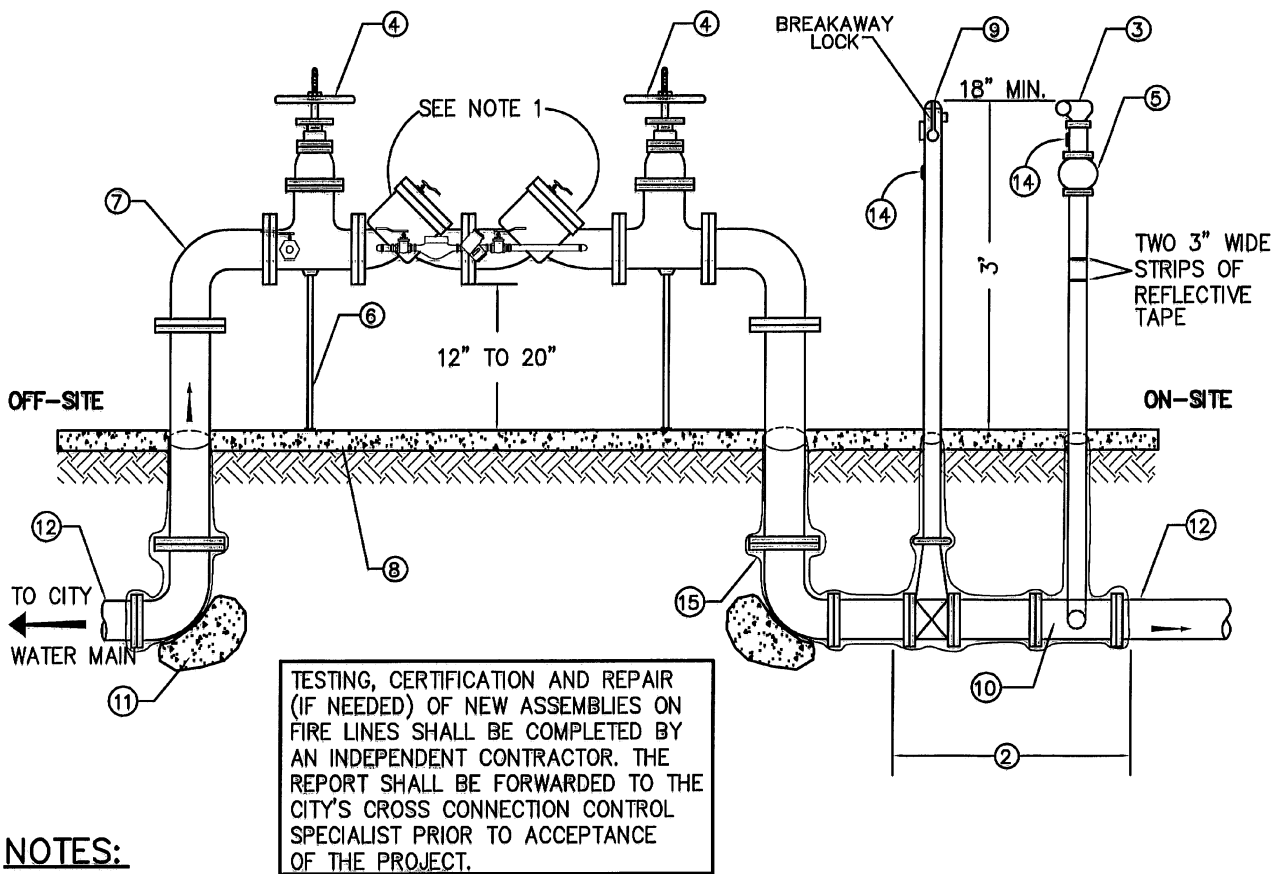 ④
④
BREAKAWAY
LOCK
⑨
③
18" MIN.
⑤
SEE NOTE 1
⑭
⑭
⑦
3"
TWO 3" WIDE
STRIPS OF
REFLECTIVE
TAPE
⑥
12" TO 20"
OFF-SITE
ON-SITE
⑫
⑫
⑧
TO CITY
WATER MAIN
⑮
⑪
⑩
②
TESTING, CERTIFICATION AND REPAIR
(IF NEEDED) OF NEW ASSEMBLIES ON
FIRE LINES SHALL BE COMPLETED BY
AN INDEPENDENT CONTRACTOR. THE
REPORT SHALL BE FORWARDED TO THE
CITY'S CROSS CONNECTION CONTROL
SPECIALIST PRIOR TO ACCEPTANCE
OF THE PROJECT.
NOTES: